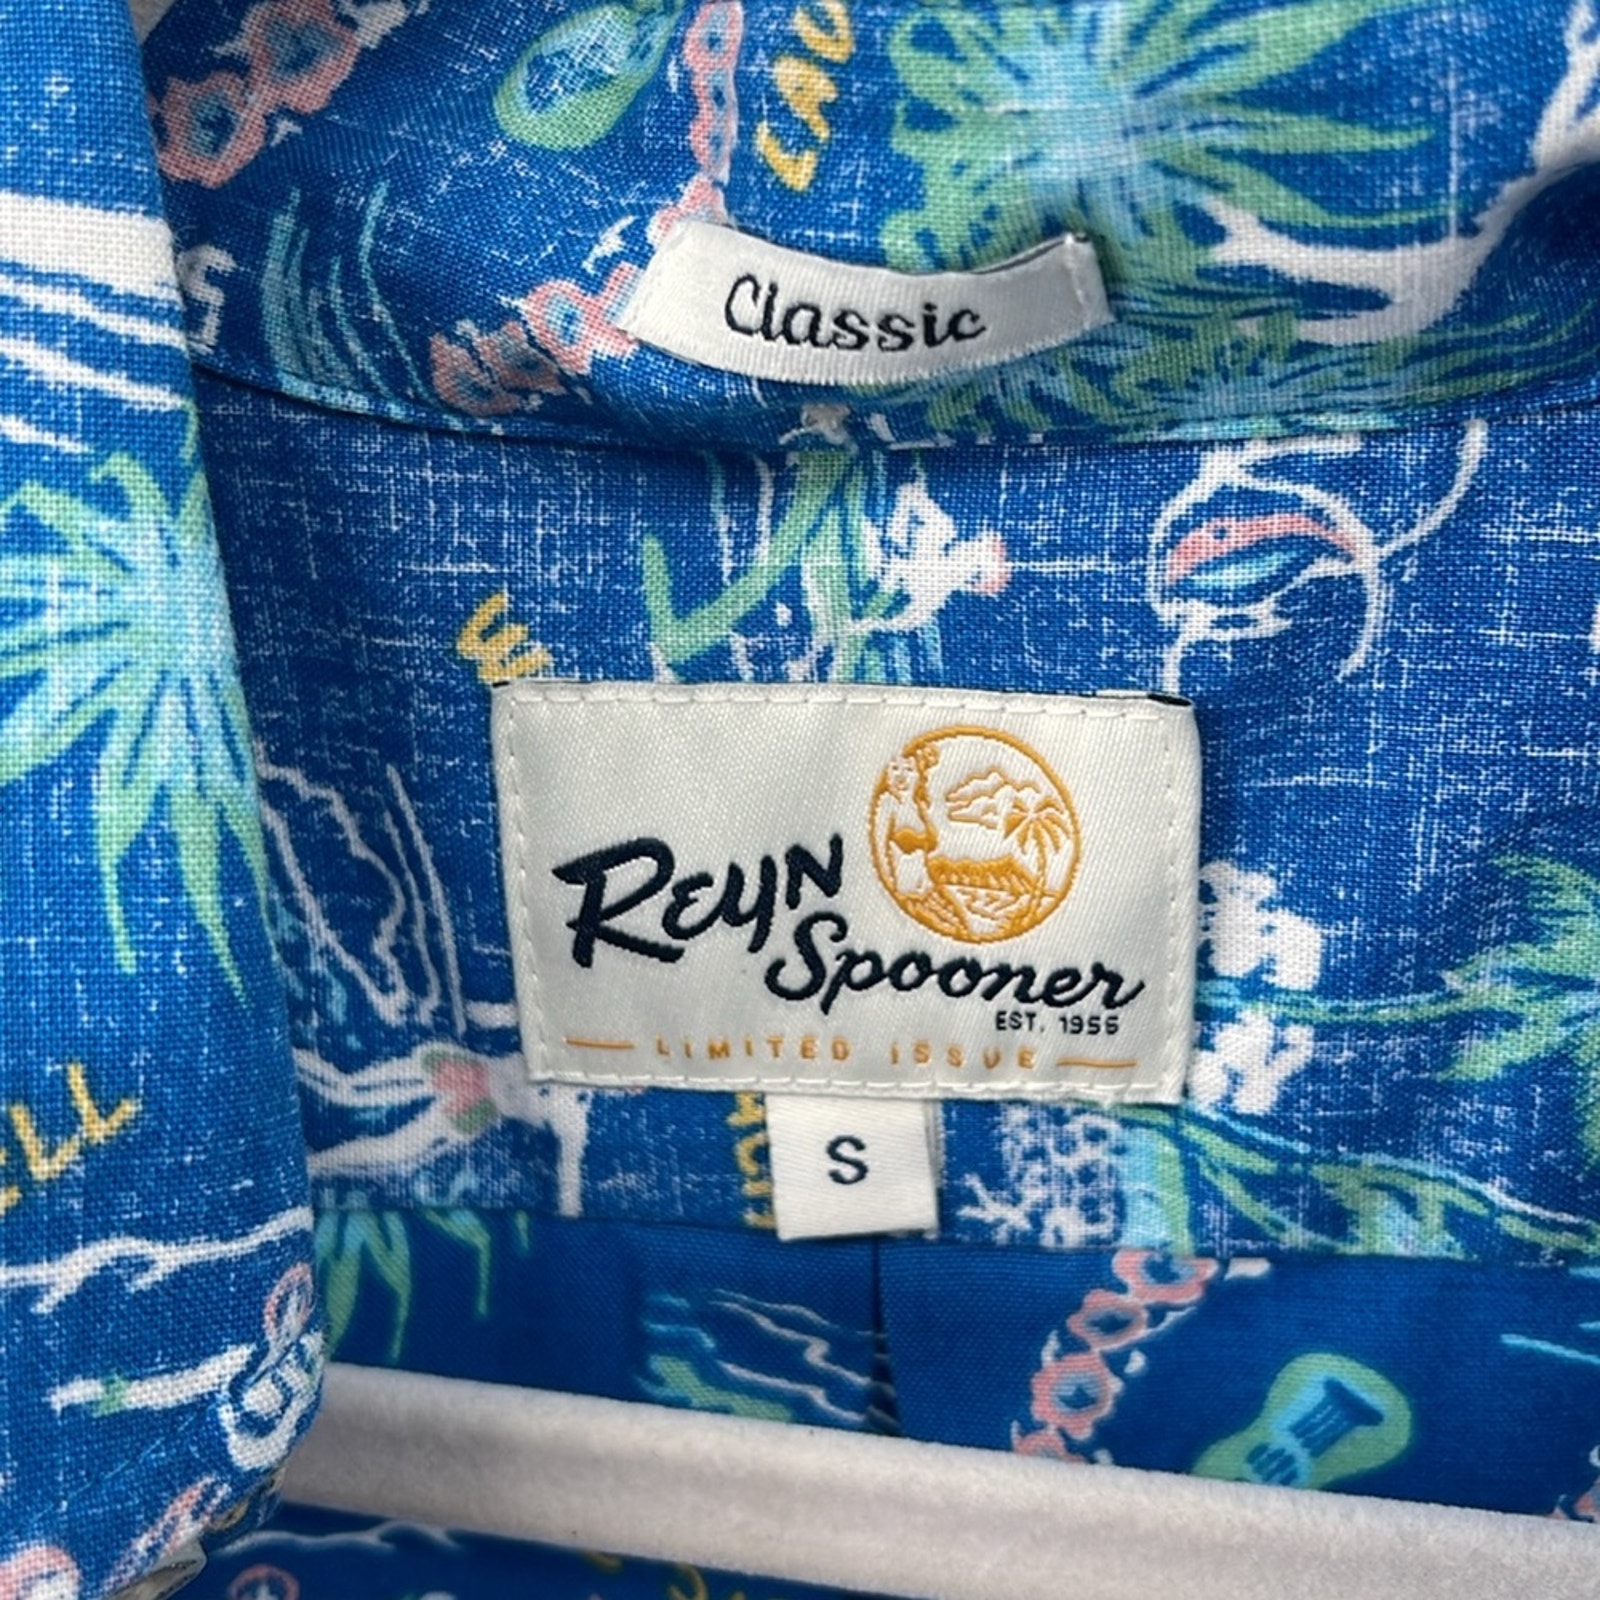 Classic
REYN
Spooner
EST. 1956
LIMITED ISSUE
S